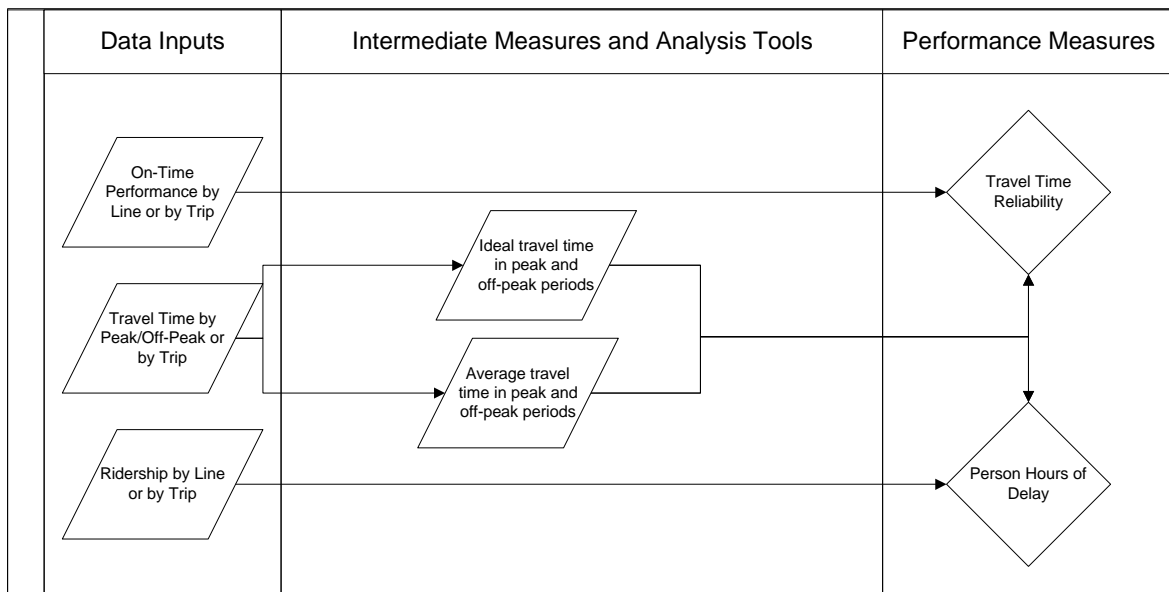 Data Inputs
Intermediate Measures and Analysis Tools
Performance Measures
On-Time
Performance by
Line or by Trip
Travel Time
Reliability
Ideal travel time
in peak and
off-peak periods
Travel Time by
Peak/Off-Peak or
by Trip
Average travel
time in peak and
off-peak periods
Ridership by Line
or by Trip
Person Hours of
Delay